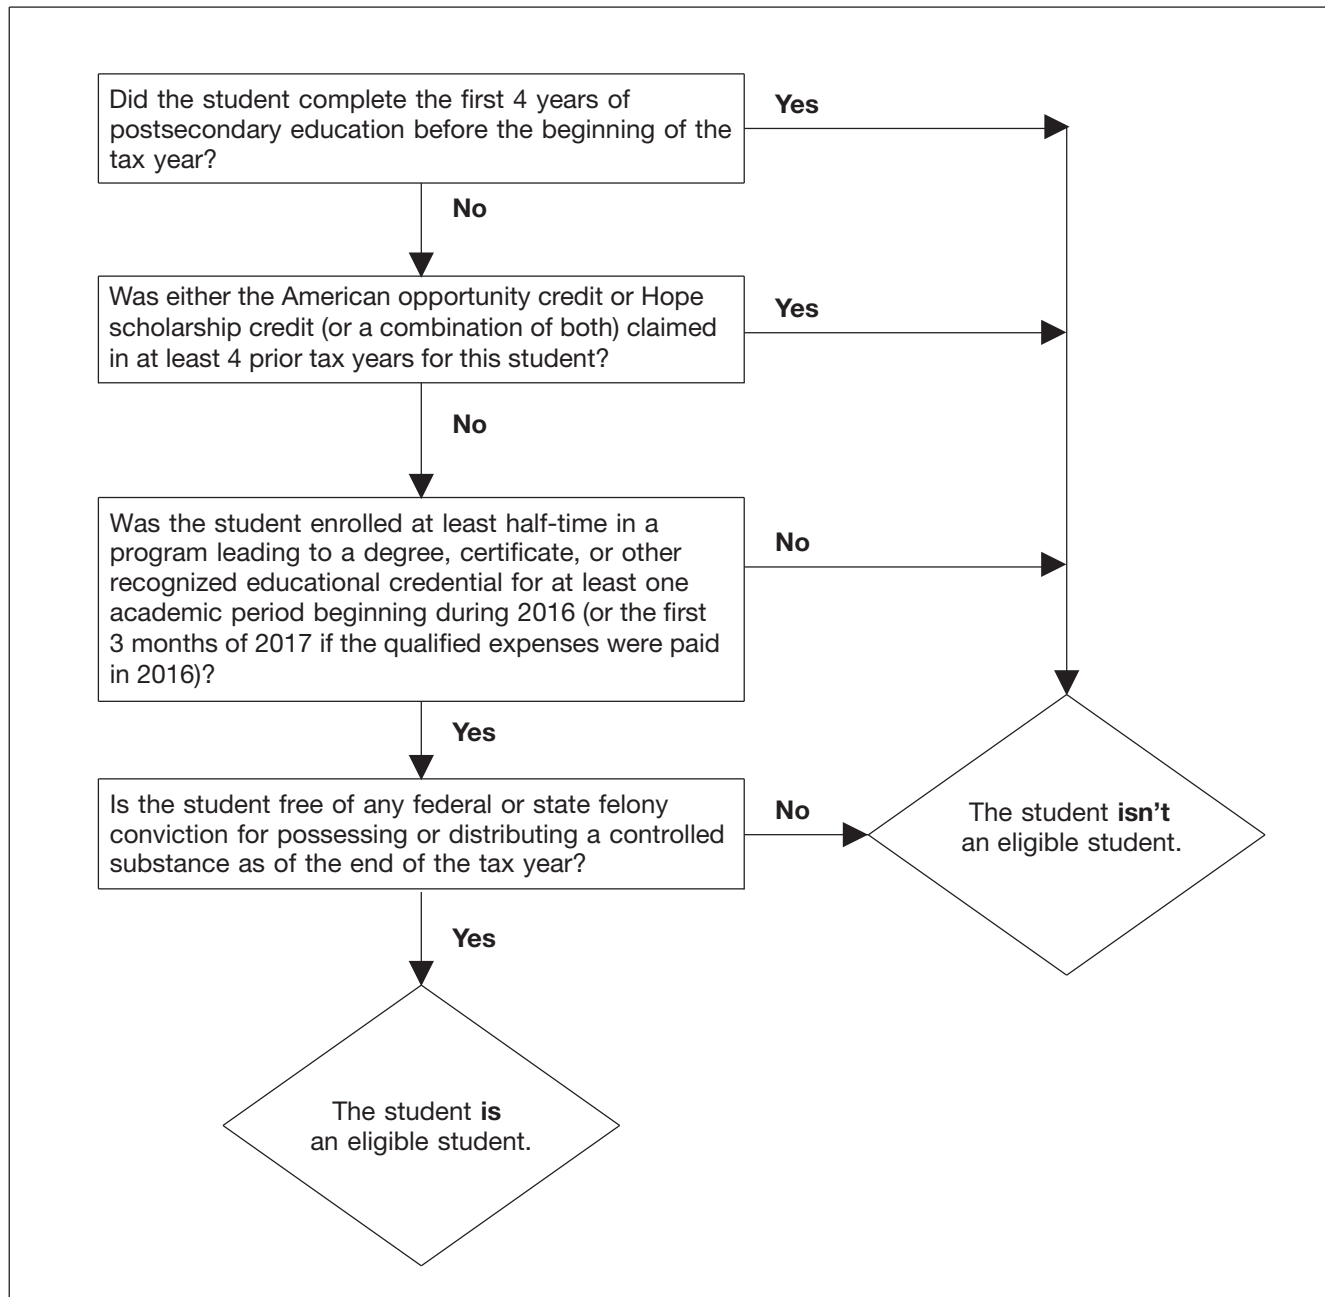 Did the student complete the first 4 years of
postsecondary education before the beginning of the
tax year?
Yes
No
Was either the American opportunity credit or Hope
scholarship credit (or a combination of both) claimed
in at least 4 prior tax years for this student?
Yes
No
Was the student enrolled at least half-time in a
program leading to a degree, certificate, or other
recognized educational credential for at least one
academic period beginning during 2016 (or the first
3 months of 2017 if the qualified expenses were paid
in 2016)?
No
Yes
Is the student free of any federal or state felony
conviction for possessing or distributing a controlled
substance as of the end of the tax year?
No
The student isn't
an eligible student.
Yes
The student is
an eligible student.